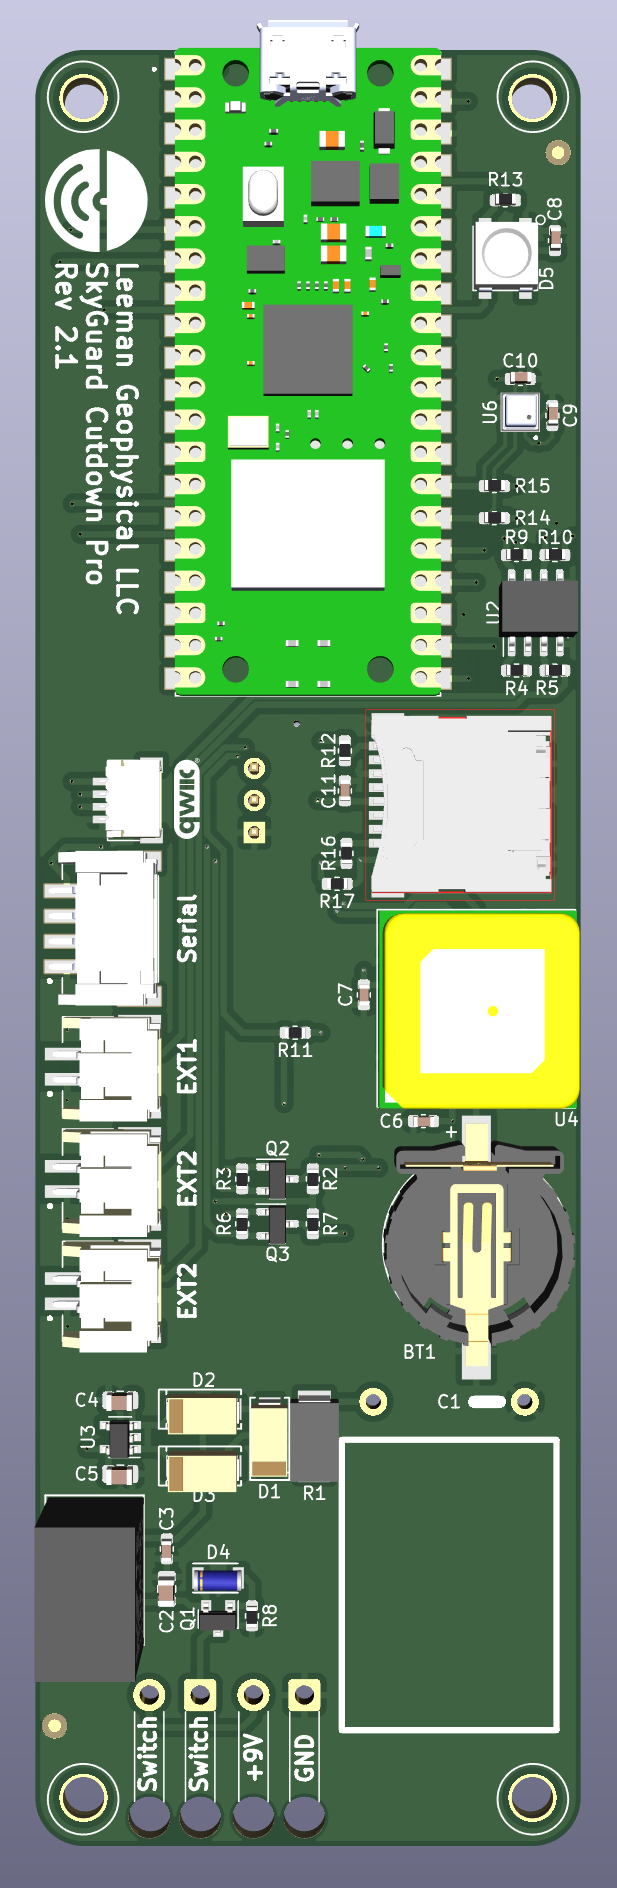 R13
C8
D5
Leeman Geophysical LLC
SkyGuard Cutdown Pro
Rev 2.1
C10
U6
C9
R15
R14
R9
R10
U2
R4
R5
R12
C11
qwiic
R16
R17
Serial
C7
EXT1
R11
C6
U4
+
Q2
R3
R2
EXT2
R6
R7
Q3
EXT2
BT1
D2
C4
C1
U3
C5
D3
D1
R1
C3
D4
C2
Q1
R8
Switch
Switch
+9V
GND